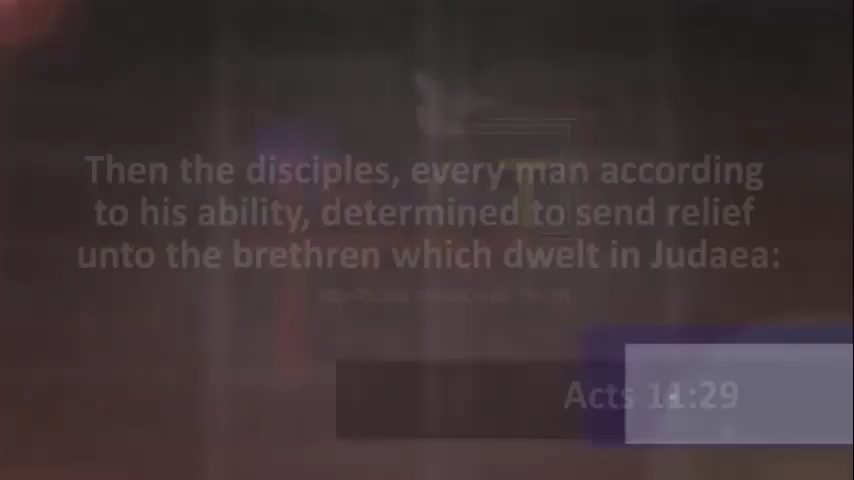 Then the disciples, every man according
to his ability, determined to send relief
unto the brethren which dwelt in Judaea:
Acts 11:29